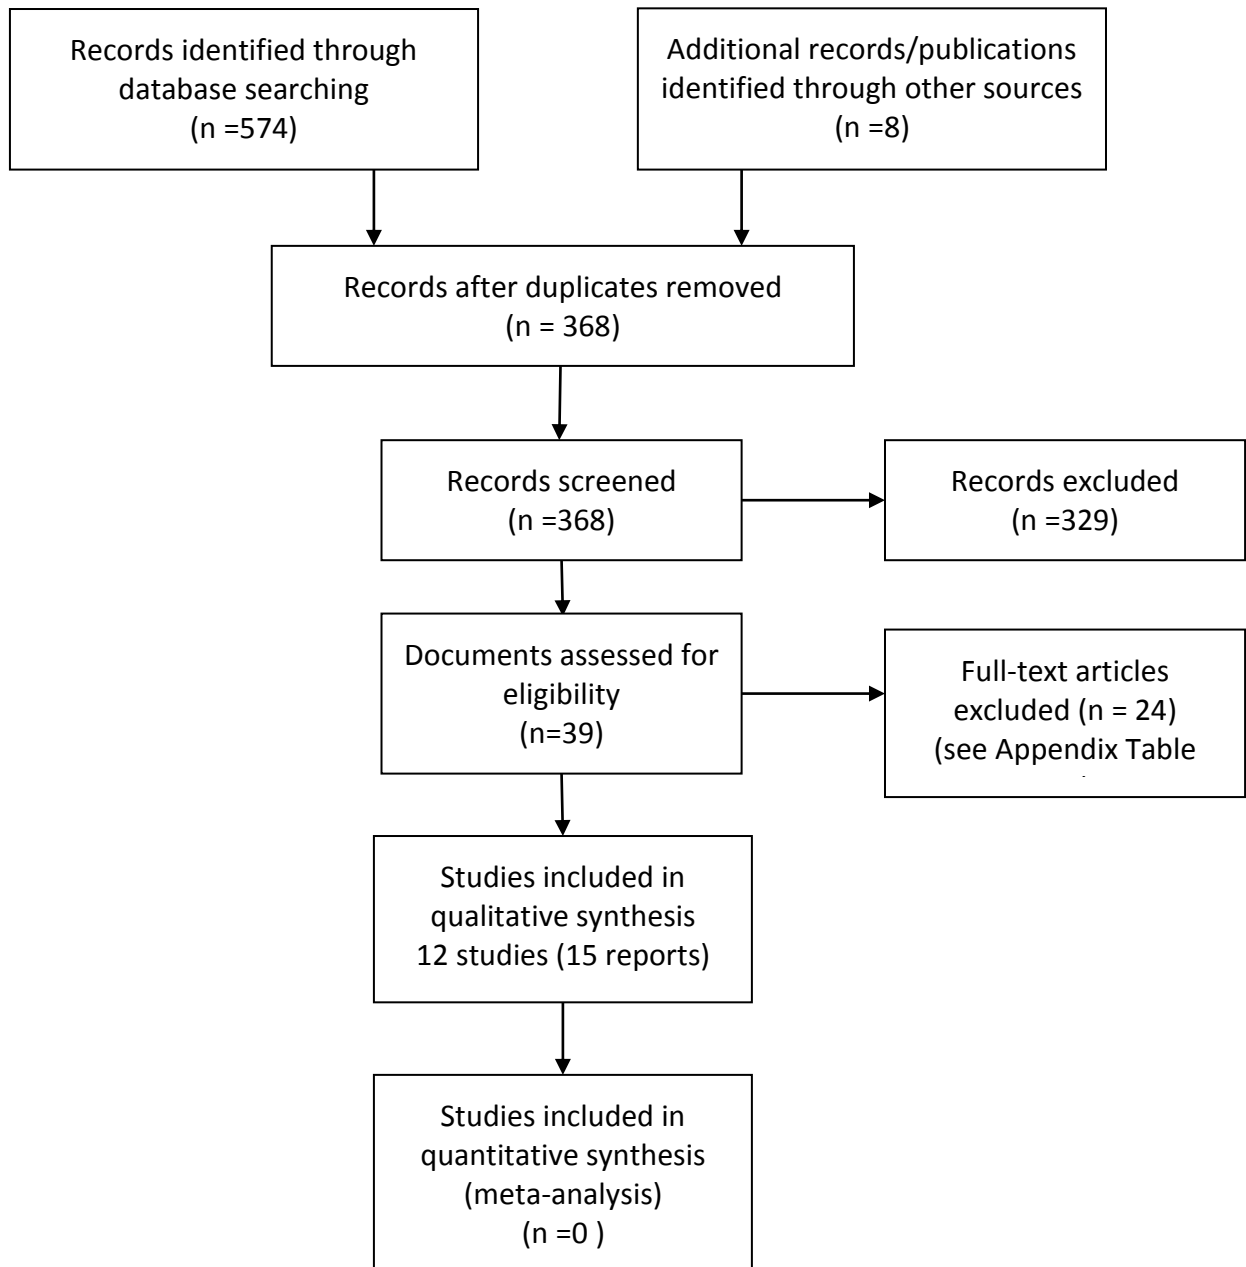 Records identified through
database searching
(n =574)
Additional records/publications
identified through other sources
(n =8)
Records after duplicates removed
(n = 368)
Records screened
(n =368)
Records excluded
(n =329)
Documents assessed for
eligibility
(n=39)
Full-text articles
excluded (n = 24)
(see Appendix Table
Studies included in
qualitative synthesis
12 studies (15 reports)
Studies included in
quantitative synthesis
(meta-analysis)
(n =0 )